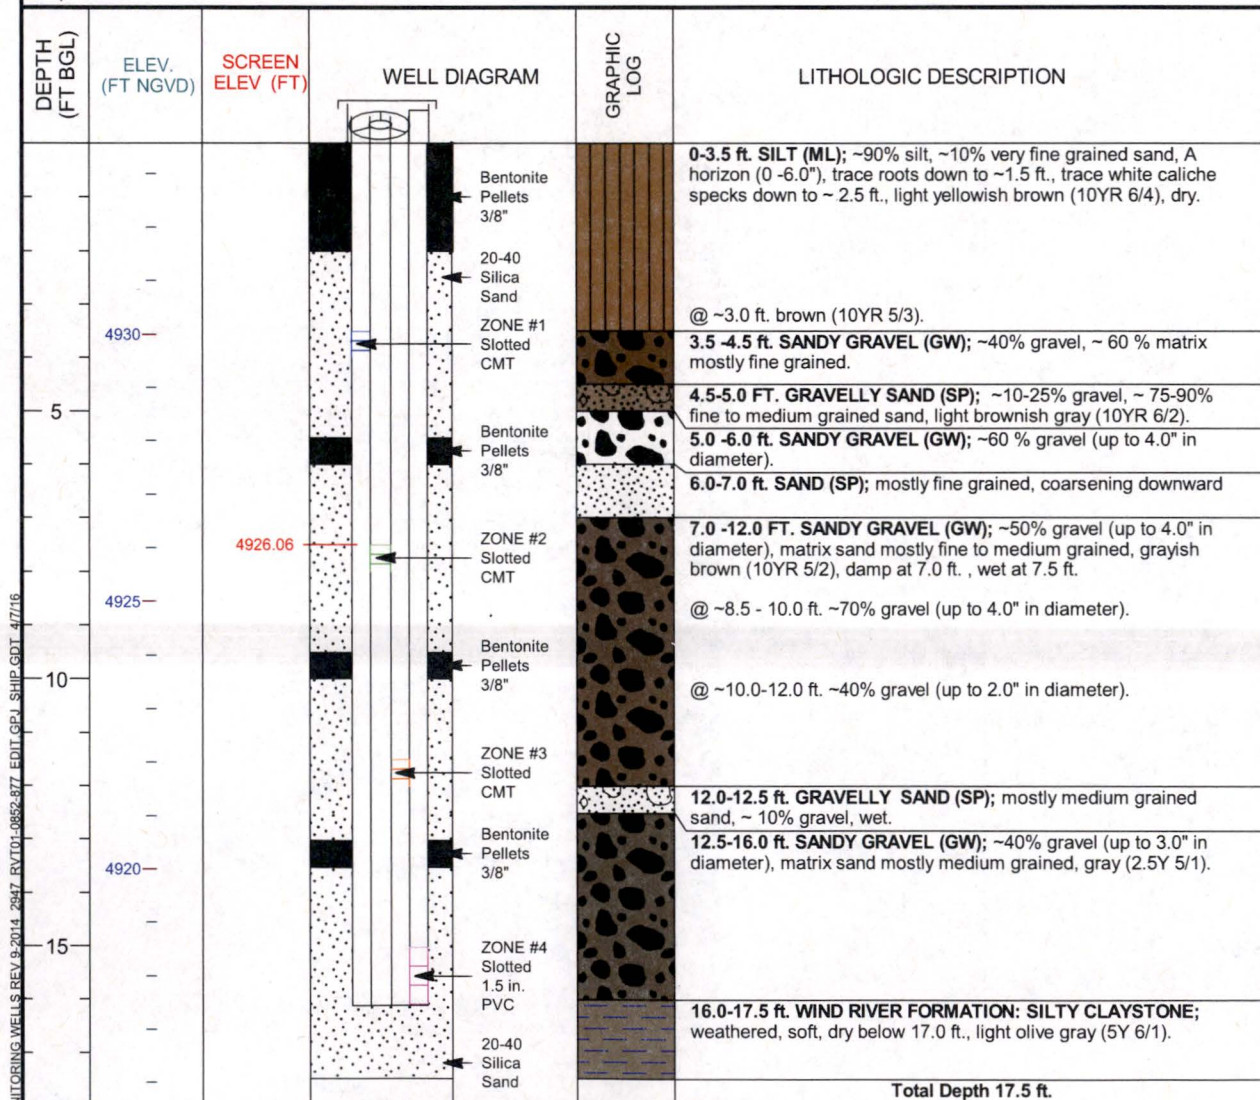 DEPTH
(FT BGL)
ELEV.
(FT NGVD)
SCREEN
ELEV (FT)
WELL DIAGRAM
GRAPHIC
LOG
LITHOLOGIC DESCRIPTION
Bentonite
Pellets
3/8"
20-40
Silica
Sand
ZONE #1
Slotted
CMT
Bentonite
Pellets
3/8"
ZONE #2
Slotted
CMT
Bentonite
Pellets
3/8"
ZONE #3
Slotted
CMT
Bentonite
Pellets
3/8"
ZONE #4
Slotted
1.5 in.
PVC
20-40
Silica
Sand
5
10
15
4930
4925
4920
4926.06
0-3.5 ft. SILT (ML); ~90% silt, ~10% very fine grained sand, A
horizon (0 -6.0"), trace roots down to ~1.5 ft., trace white caliche
specks down to ~ 2.5 ft., light yellowish brown (10YR 6/4), dry.
@ ~3.0 ft. brown (10YR 5/3).
3.5 -4.5 ft. SANDY GRAVEL (GW); ~40% gravel, ~ 60 % matrix
mostly fine grained.
4.5-5.0 FT. GRAVELLY SAND (SP); ~10-25% gravel, ~ 75-90%
fine to medium grained sand, light brownish gray (10YR 6/2).
5.0 -6.0 ft. SANDY GRAVEL (GW); ~60 % gravel (up to 4.0" in
diameter).
6.0-7.0 ft. SAND (SP); mostly fine grained, coarsening downward
7.0 -12.0 FT. SANDY GRAVEL (GW); ~50% gravel (up to 4.0" in
diameter), matrix sand mostly fine to medium grained, grayish
brown (10YR 5/2), damp at 7.0 ft. , wet at 7.5 ft.
@ ~8.5 - 10.0 ft. ~70% gravel (up to 4.0" in diameter).
@ ~10.0-12.0 ft. ~40% gravel (up to 2.0" in diameter).
12.0-12.5 ft. GRAVELLY SAND (SP); mostly medium grained
sand, ~ 10% gravel, wet.
12.5-16.0 ft. SANDY GRAVEL (GW); ~40% gravel (up to 3.0" in
diameter), matrix sand mostly medium grained, gray (2.5Y 5/1).
16.0-17.5 ft. WIND RIVER FORMATION: SILTY CLAYSTONE;
weathered, soft, dry below 17.0 ft., light olive gray (5Y 6/1).
Total Depth 17.5 ft.
NITORING WELLS REV 9-2014 2947 RVT01-0852-877 EDIT.GPJ SHIP.GDT 4/7/16